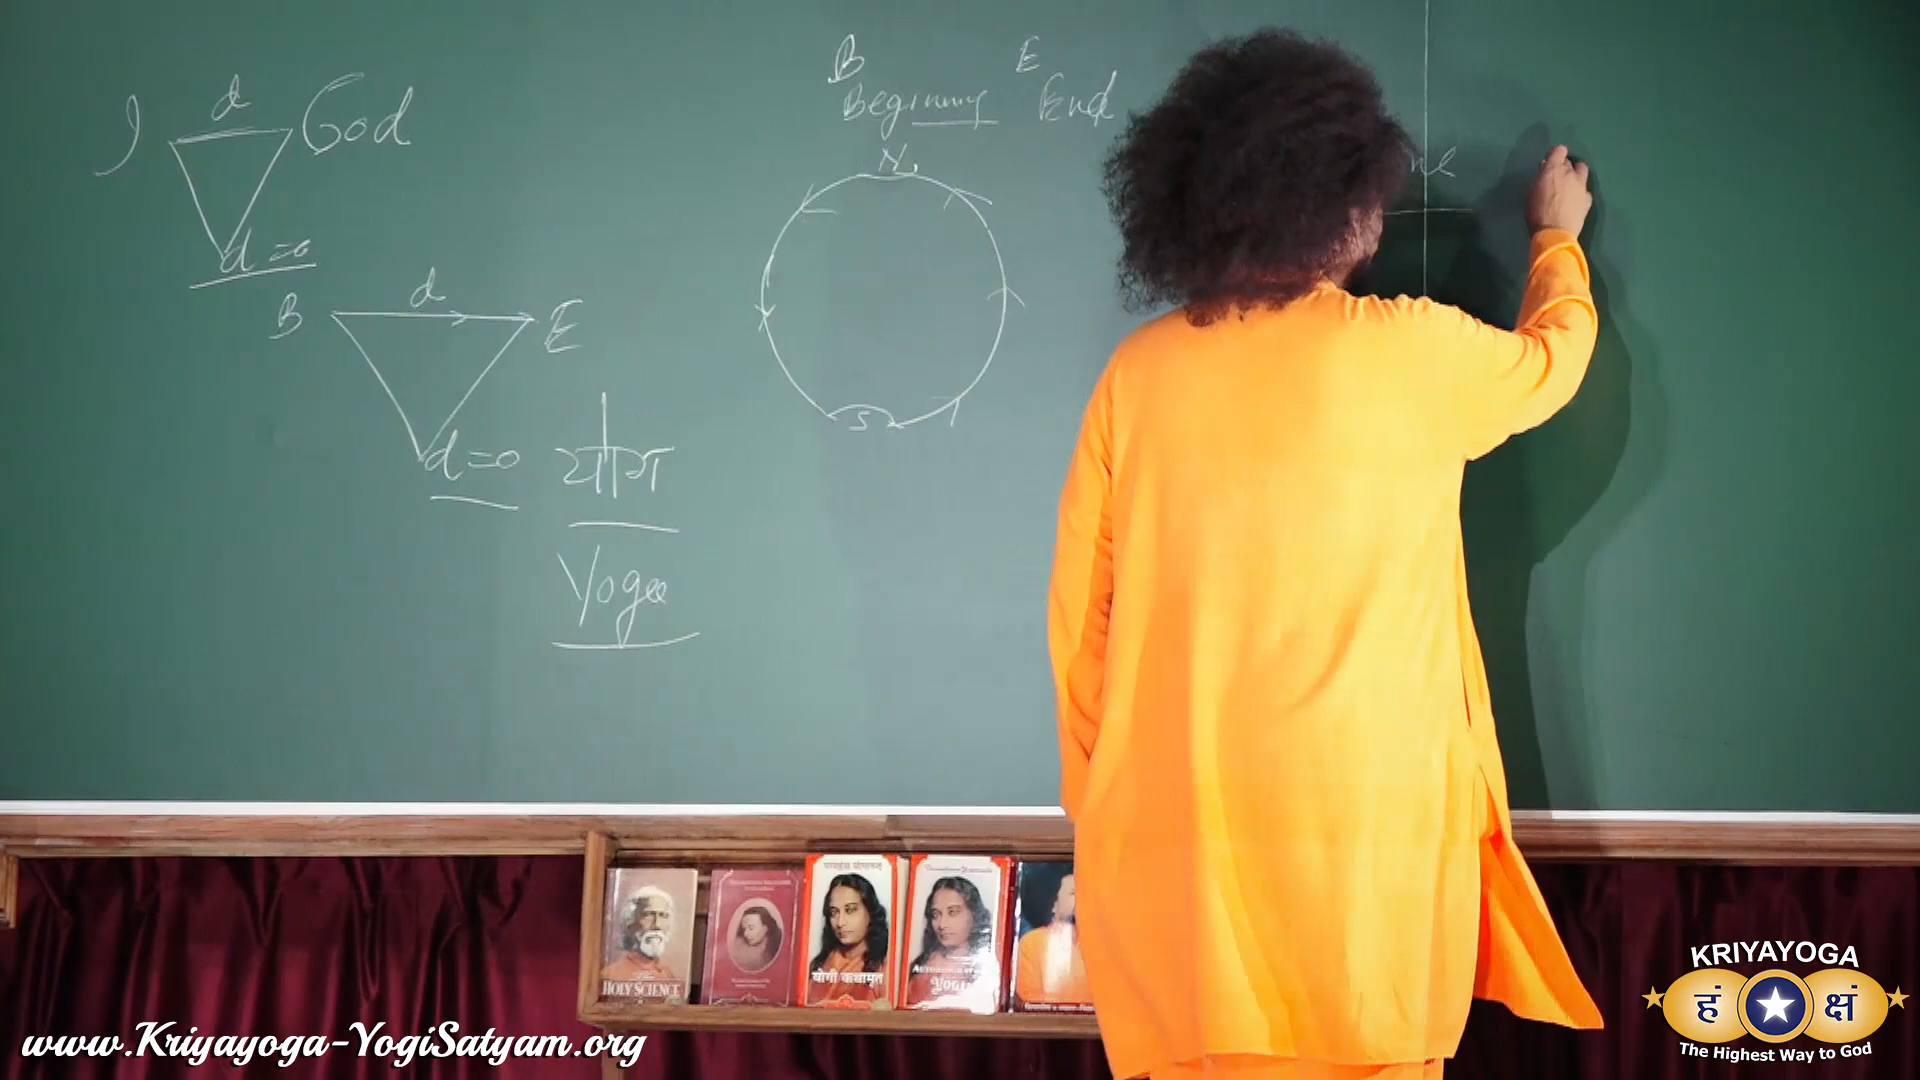 I d God
d = 0
B d E
d = 0
योग
Yoga
B E
Beginning End
N
S
HOLY SCIENCE
योगी कथामृत
AUTOBIOGRAPHY
YOGI
www.Kriyayoga-YogiSatyam.org
KRIYAYOGA
हं क्षं
The Highest Way to God